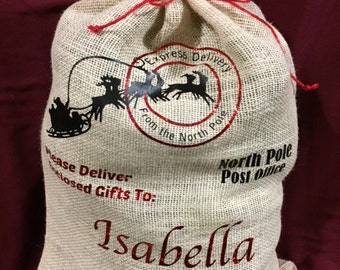 Express Delivery
From the North Pole
North Pole
Post Office
Please Deliver
Enclosed Gifts To:
Isabella